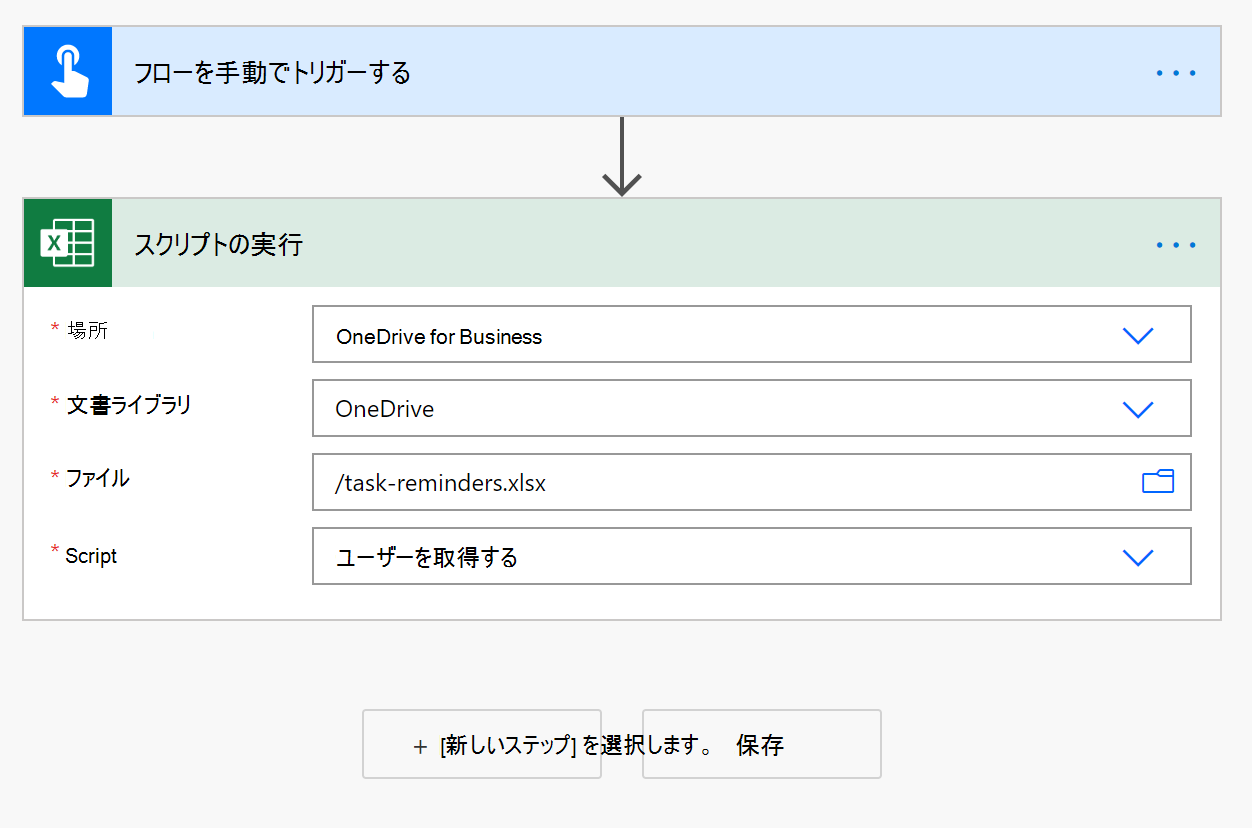 フローを手動でトリガーする
スクリプトの実行
* 場所
OneDrive for Business
* 文書ライブラリ
OneDrive
* ファイル
/task-reminders.xlsx
* Script
ユーザーを取得する
+ [新しいステップ] を選択します。 保存